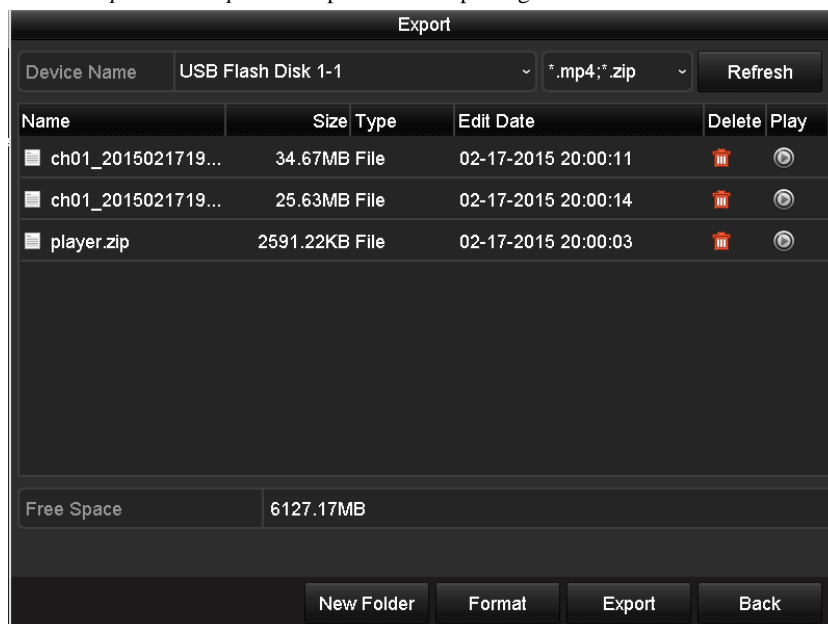 Export
Device Name USB Flash Disk 1-1 *.mp4;*.zip Refresh
Name Size Type Edit Date Delete Play
ch01_2015021719... 34.67MB File 02-17-2015 20:00:11
ch01_2015021719... 25.63MB File 02-17-2015 20:00:14
player.zip 2591.22KB File 02-17-2015 20:00:03
Free Space 6127.17MB
New Folder Format Export Back